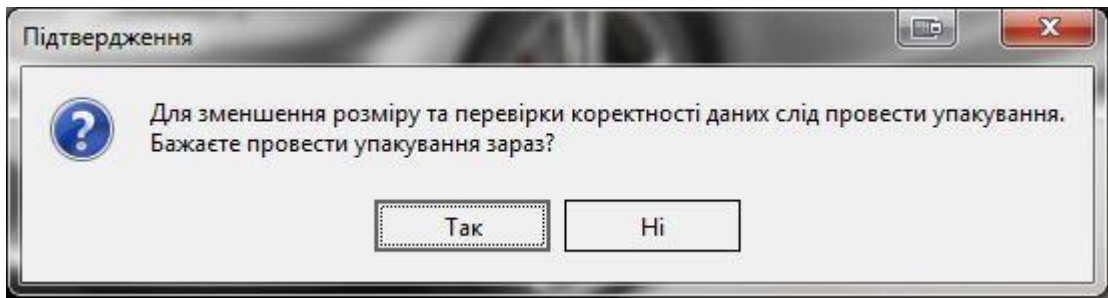 Підтвердження
Для зменшення розміру та перевірки коректності даних слід провести упакування.
Бажаєте провести упакування зараз?
Так
Ні